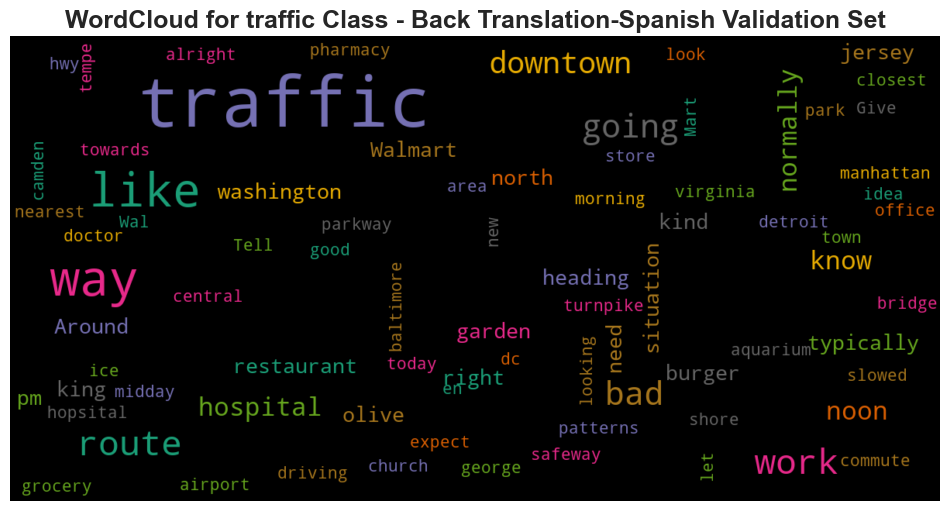 WordCloud for traffic Class - Back Translation-Spanish Validation Set
hwy
tempe
alright
pharmacy
downtown
look
jersey
closest
traffic
normally
park
Give
going
Mart
camden
towards
Walmart
store
like
washington
area
north
morning
virginia
manhattan
idea
nearest
Wal
parkway
new
kind
detroit
office
doctor
Tell
good
town
way
central
baltimore
heading
situation
know
turnpike
bridge
Around
garden
need
looking
typically
aquarium
ice
restaurant
today
dc
right
en
burger
slowed
pm
king
midday
hopsital
hospital
olive
bad
noon
shore
route
expect
patterns
work
commute
church
george
safeway
let
grocery
airport
driving